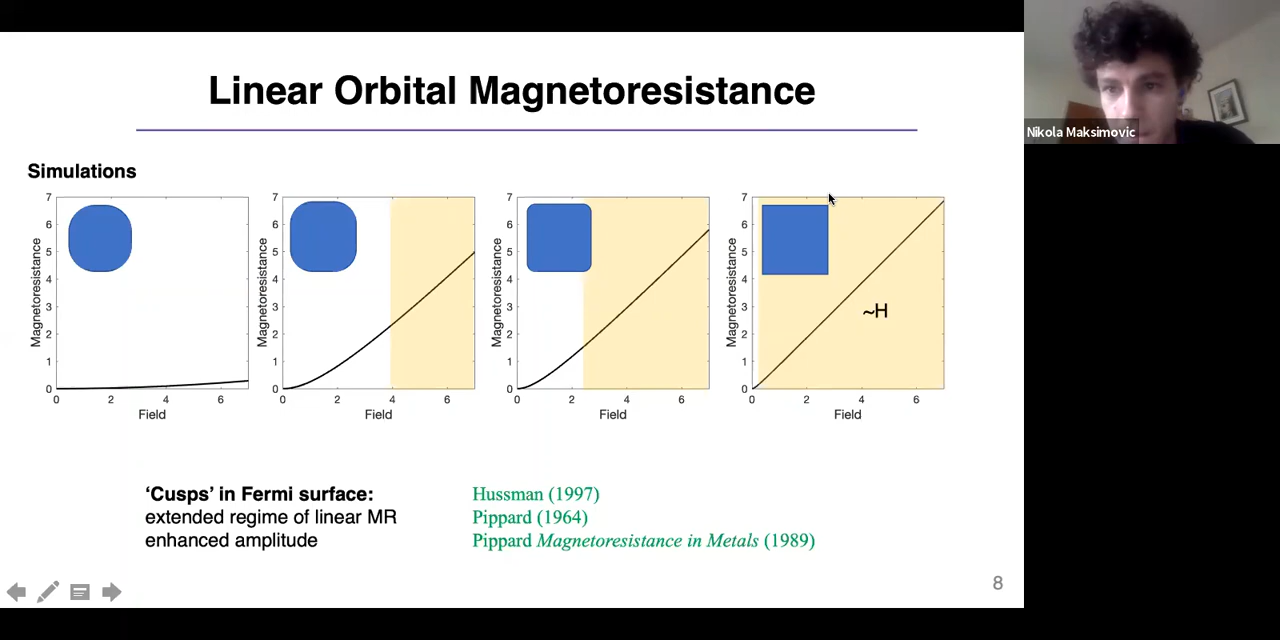 Linear Orbital Magnetoresistance
Nikola Maksimovic
Simulations
7
6
5
4
3
2
1
0
Magnetoresistance
0 2 4 6
Field
7
6
5
4
3
2
1
0
Magnetoresistance
0 2 4 6
Field
7
6
5
4
3
2
1
0
Magnetoresistance
0 2 4 6
Field
7
6
5
4
3
2
1
0
Magnetoresistance
~H
0 2 4 6
Field
‘Cusps’ in Fermi surface:
extended regime of linear MR
enhanced amplitude
Hussman (1997)
Pippard (1964)
Pippard Magnetoresistance in Metals (1989)
8